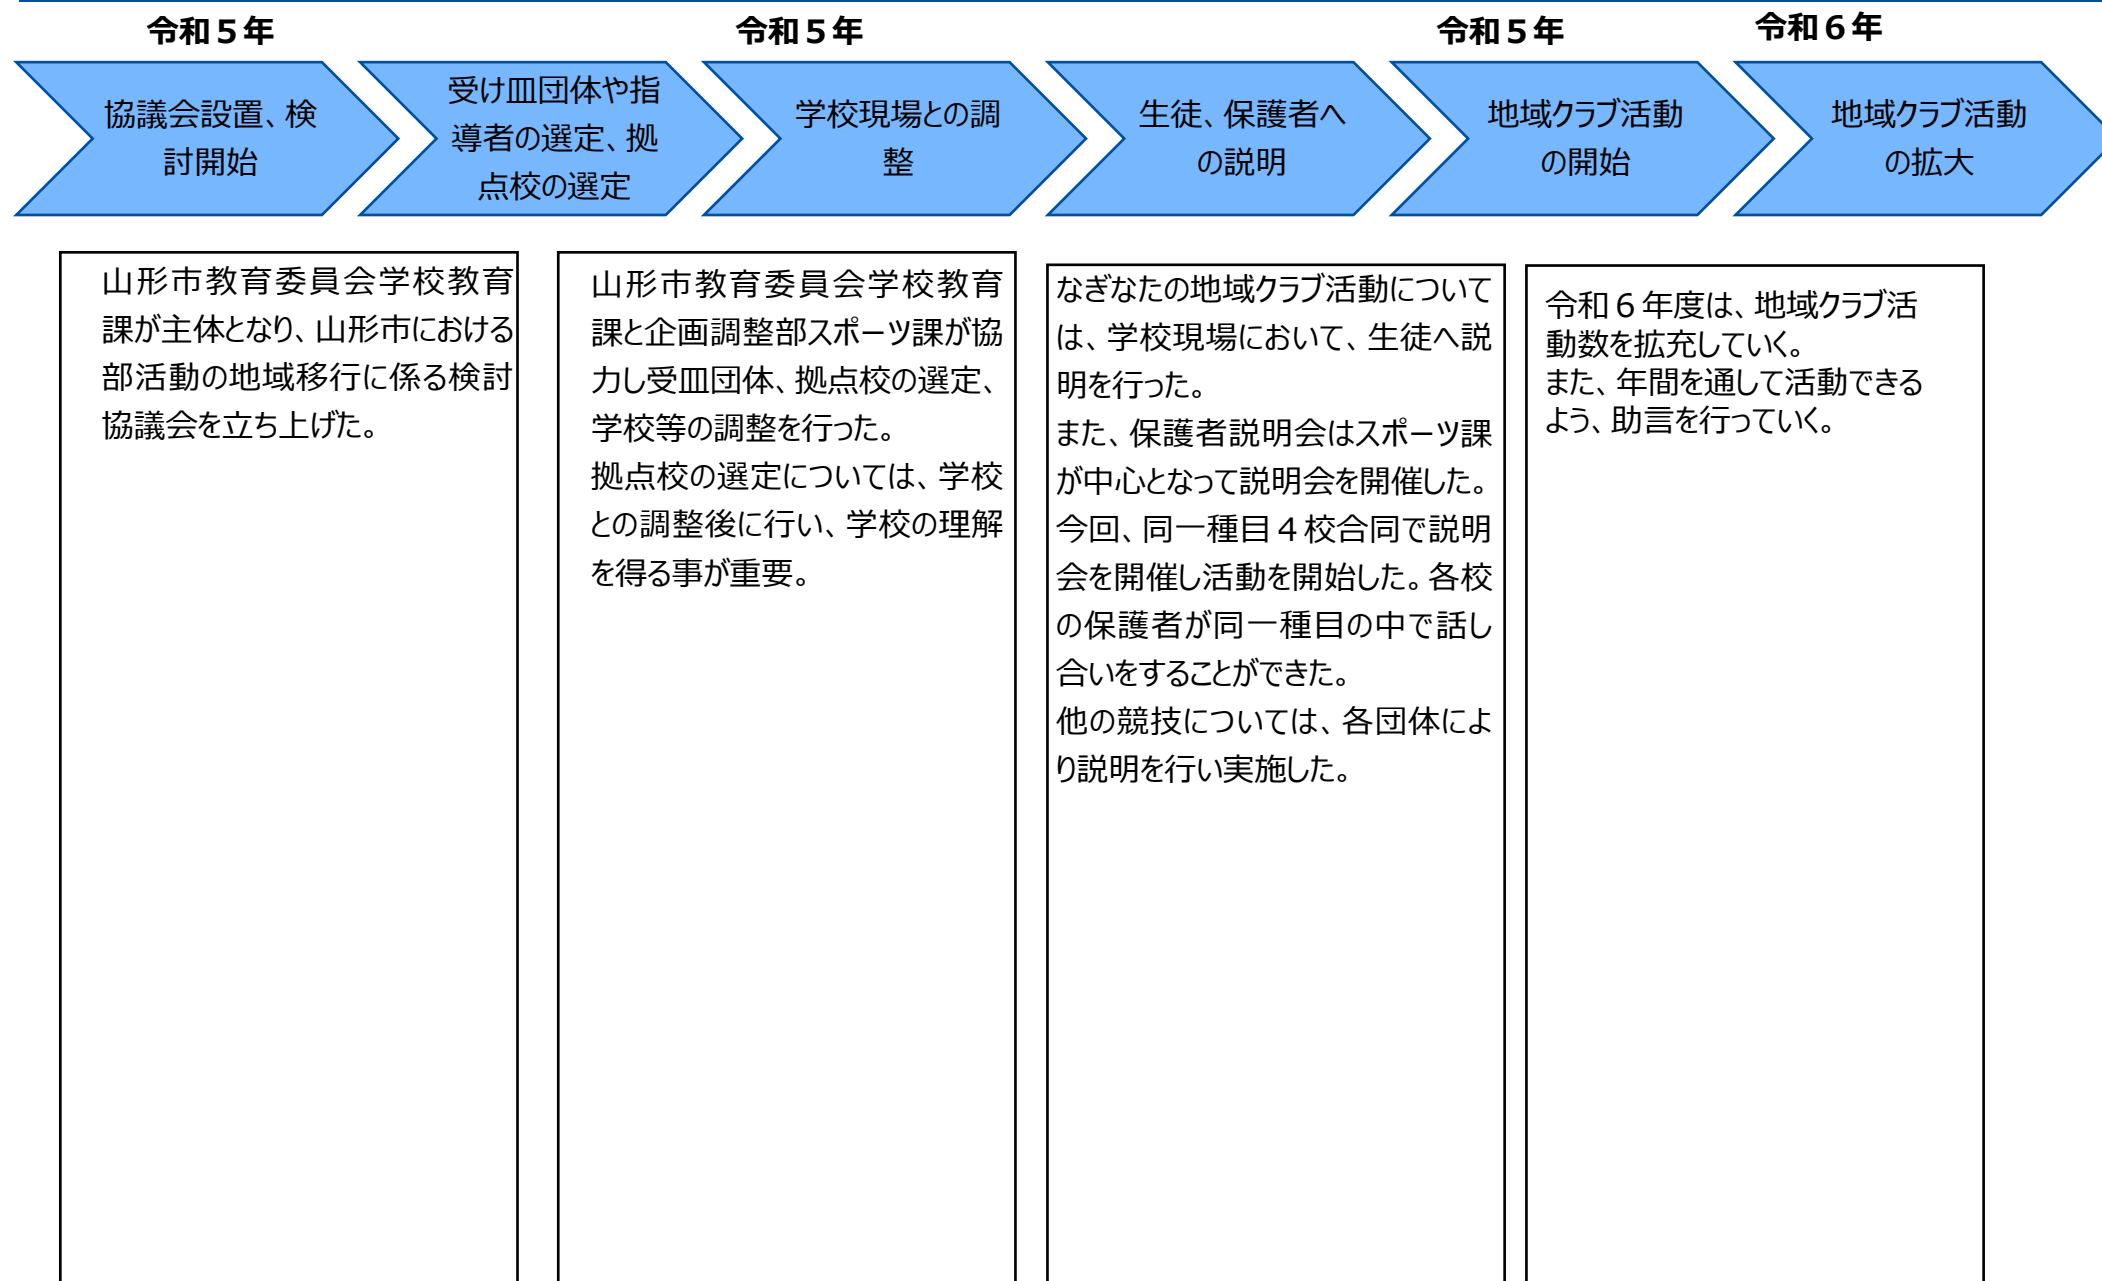 令和５年
令和５年
令和５年
令和６年
協議会設置、検
討開始
受け皿団体や指
導者の選定、拠
点校の選定
学校現場との調
整
生徒、保護者へ
の説明
地域クラブ活動
の開始
地域クラブ活動
の拡大
山形市教育委員会学校教育
課が主体となり、山形市における
部活動の地域移行に係る検討
協議会を立ち上げた。
山形市教育委員会学校教育
課と企画調整部スポーツ課が協
力し受皿団体、拠点校の選定、
学校等の調整を行った。
拠点校の選定については、学校
との調整後に行い、学校の理解
を得る事が重要。
なぎなたの地域クラブ活動について
は、学校現場において、生徒へ説
明を行った。
また、保護者説明会はスポーツ課
が中心となって説明会を開催した。
今回、同一種目４校合同で説明
会を開催し活動を開始した。各校
の保護者が同一種目の中で話し
合いをすることができた。
他の競技については、各団体によ
り説明を行い実施した。
令和６年度は、地域クラブ活
動数を拡充していく。
また、年間を通して活動できる
よう、助言を行っていく。